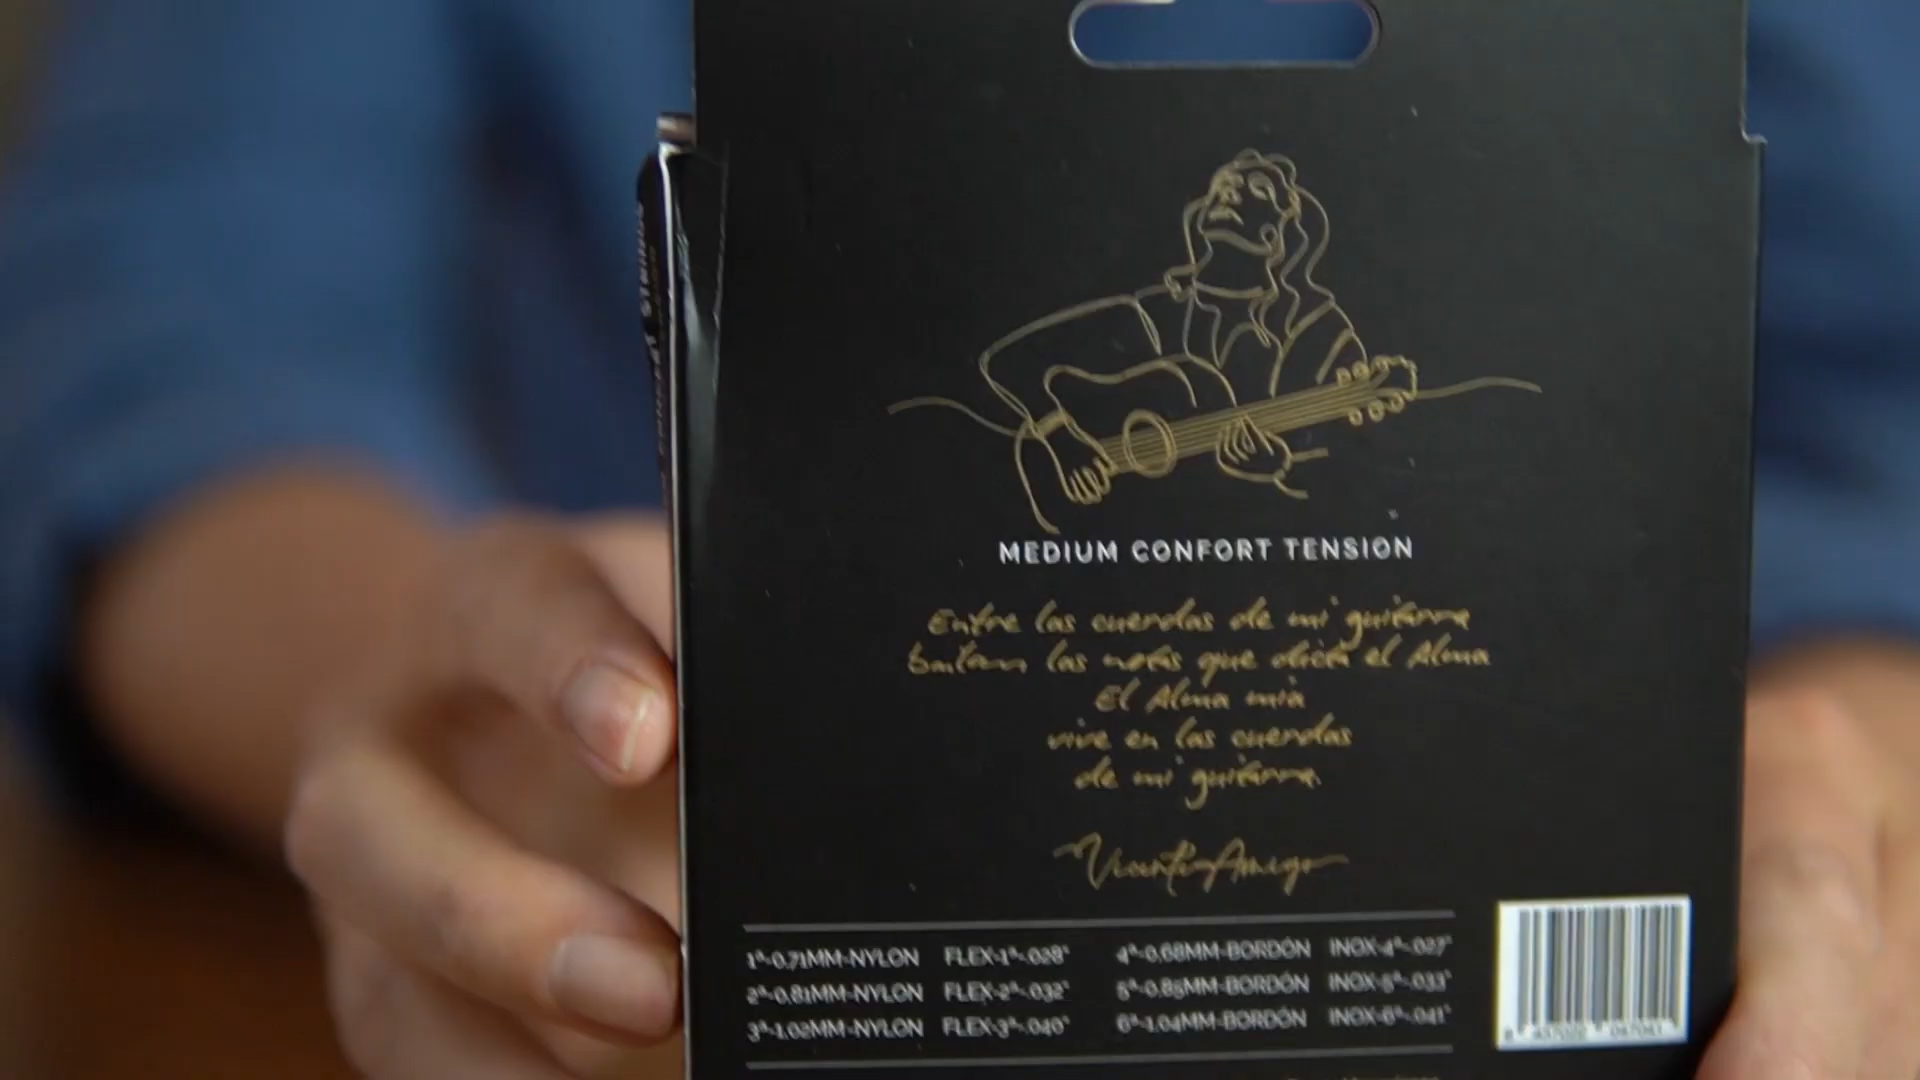 MEDIUM CONFORT TENSION
Entre las cuerdas de mi guitarra
bailan las notas que dicta el Alma
El Alma mia
vive en las cuerdas
de mi guitarra.
Vicente Amigo
1ª-0.71MM-NYLON FLEX-1ª-.028" 4ª-0.68MM-BORDÓN INOX-4ª-.027"
2ª-0.81MM-NYLON FLEX-2ª-.032" 5ª-0.85MM-BORDÓN INOX-5ª-.033"
3ª-1.02MM-NYLON FLEX-3ª-.040" 6ª-1.04MM-BORDÓN INOX-6ª-.041"